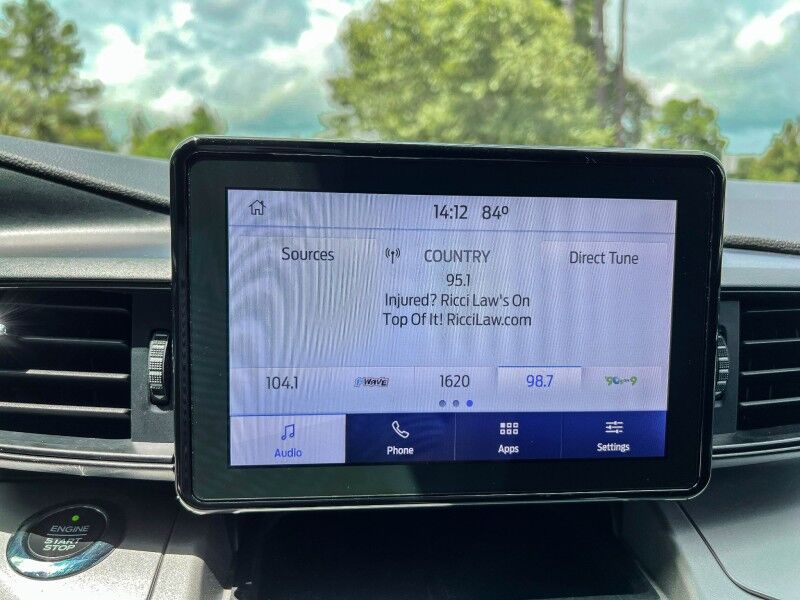 14:12 84°
Sources
COUNTRY
Direct Tune
95.1
Injured? Ricci Law's On
Top Of It! RicciLaw.com
104.1
WAVE
1620
98.7
Audio
Phone
Apps
Settings
ENGINE
START
STOP